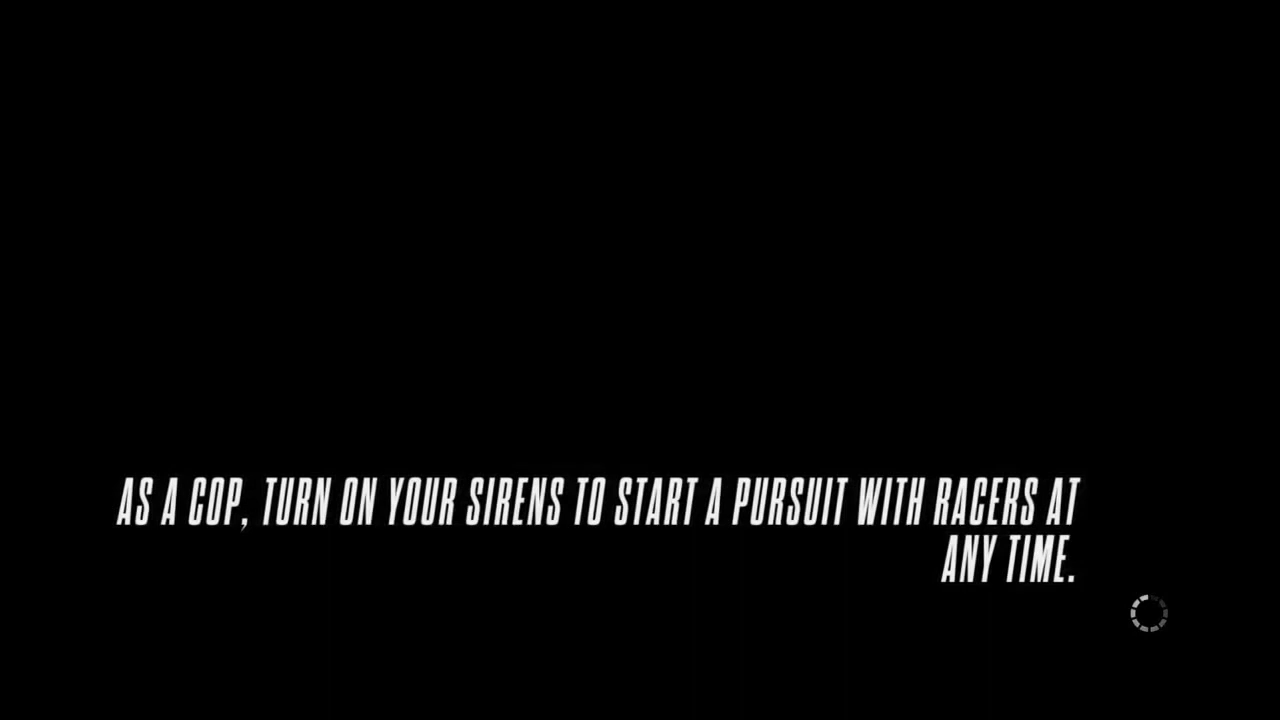 AS A COP, TURN ON YOUR SIRENS TO START A PURSUIT WITH RACERS AT
ANY TIME.